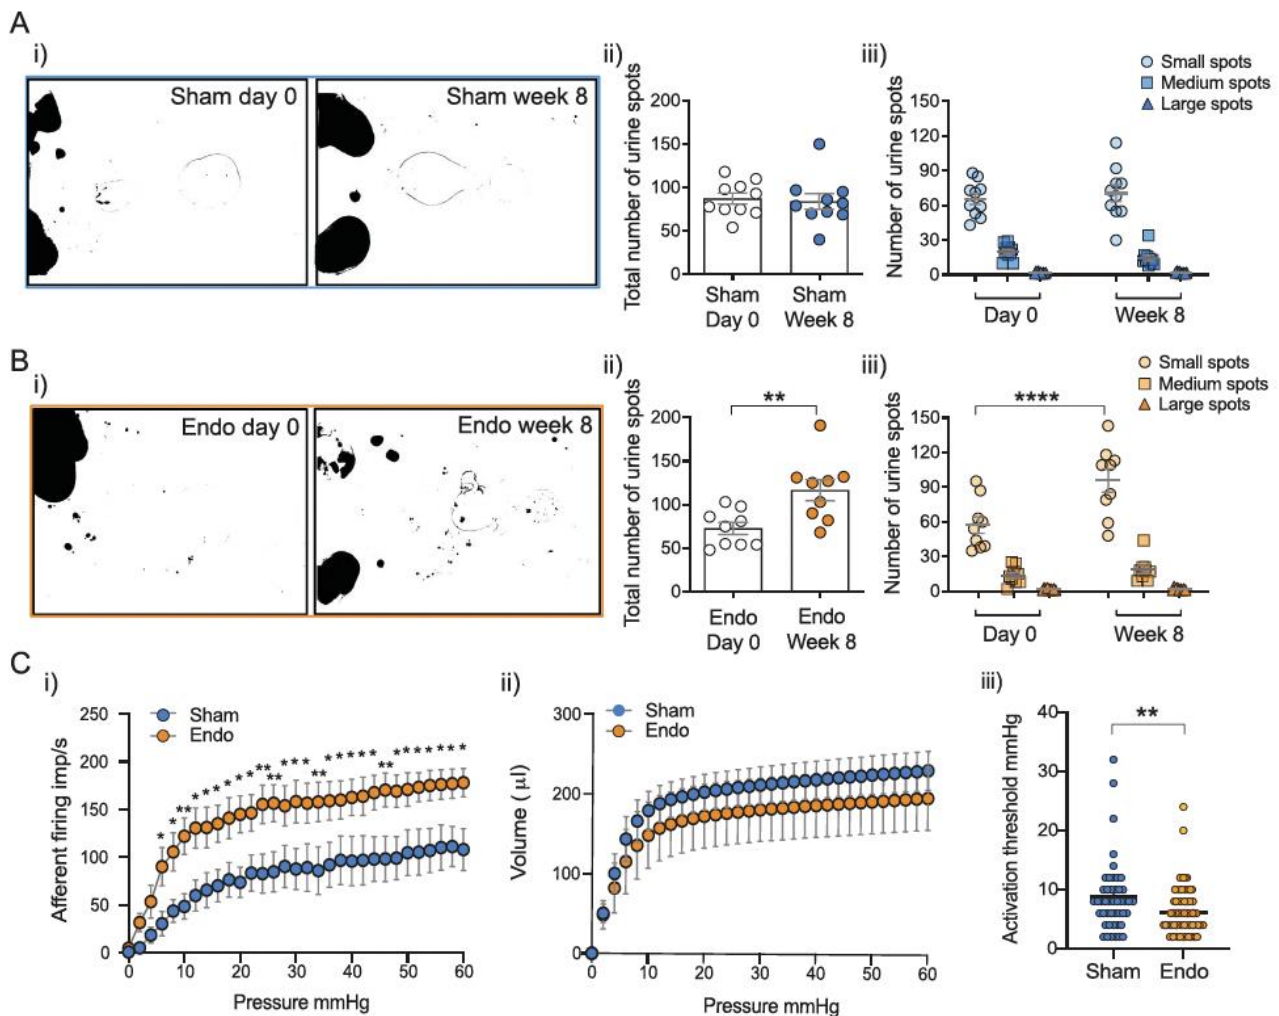 A
i)
Sham day 0
Sham week 8
ii)
Total number of urine spots
200
150
100
50
0
Sham
Day 0
Sham
Week 8
iii)
Small spots
Medium spots
Large spots
Number of urine spots
150
120
90
60
30
0
Day 0
Week 8
B
i)
Endo day 0
Endo week 8
ii)
**
Total number of urine spots
200
150
100
50
0
Endo
Day 0
Endo
Week 8
iii)
Small spots
Medium spots
Large spots
****
Number of urine spots
150
120
90
60
30
0
Day 0
Week 8
C
i)
Sham
Endo
Afferent firing imp/s
250
200
150
100
50
0
0 10 20 30 40 50 60
Pressure mmHg
ii)
Sham
Endo
Volume ( µl)
300
200
100
0
0 10 20 30 40 50 60
Pressure mmHg
iii)
**
Activation threshold mmHg
40
30
20
10
0
Sham
Endo